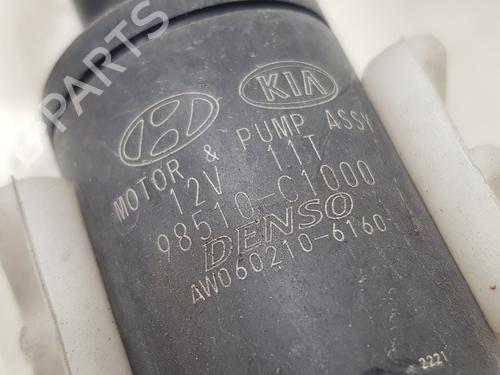 PARTS
KIA
MOTOR & PUMP ASSY
12V 11T
98510-C1000
DENSO
AW060210-6160
2221